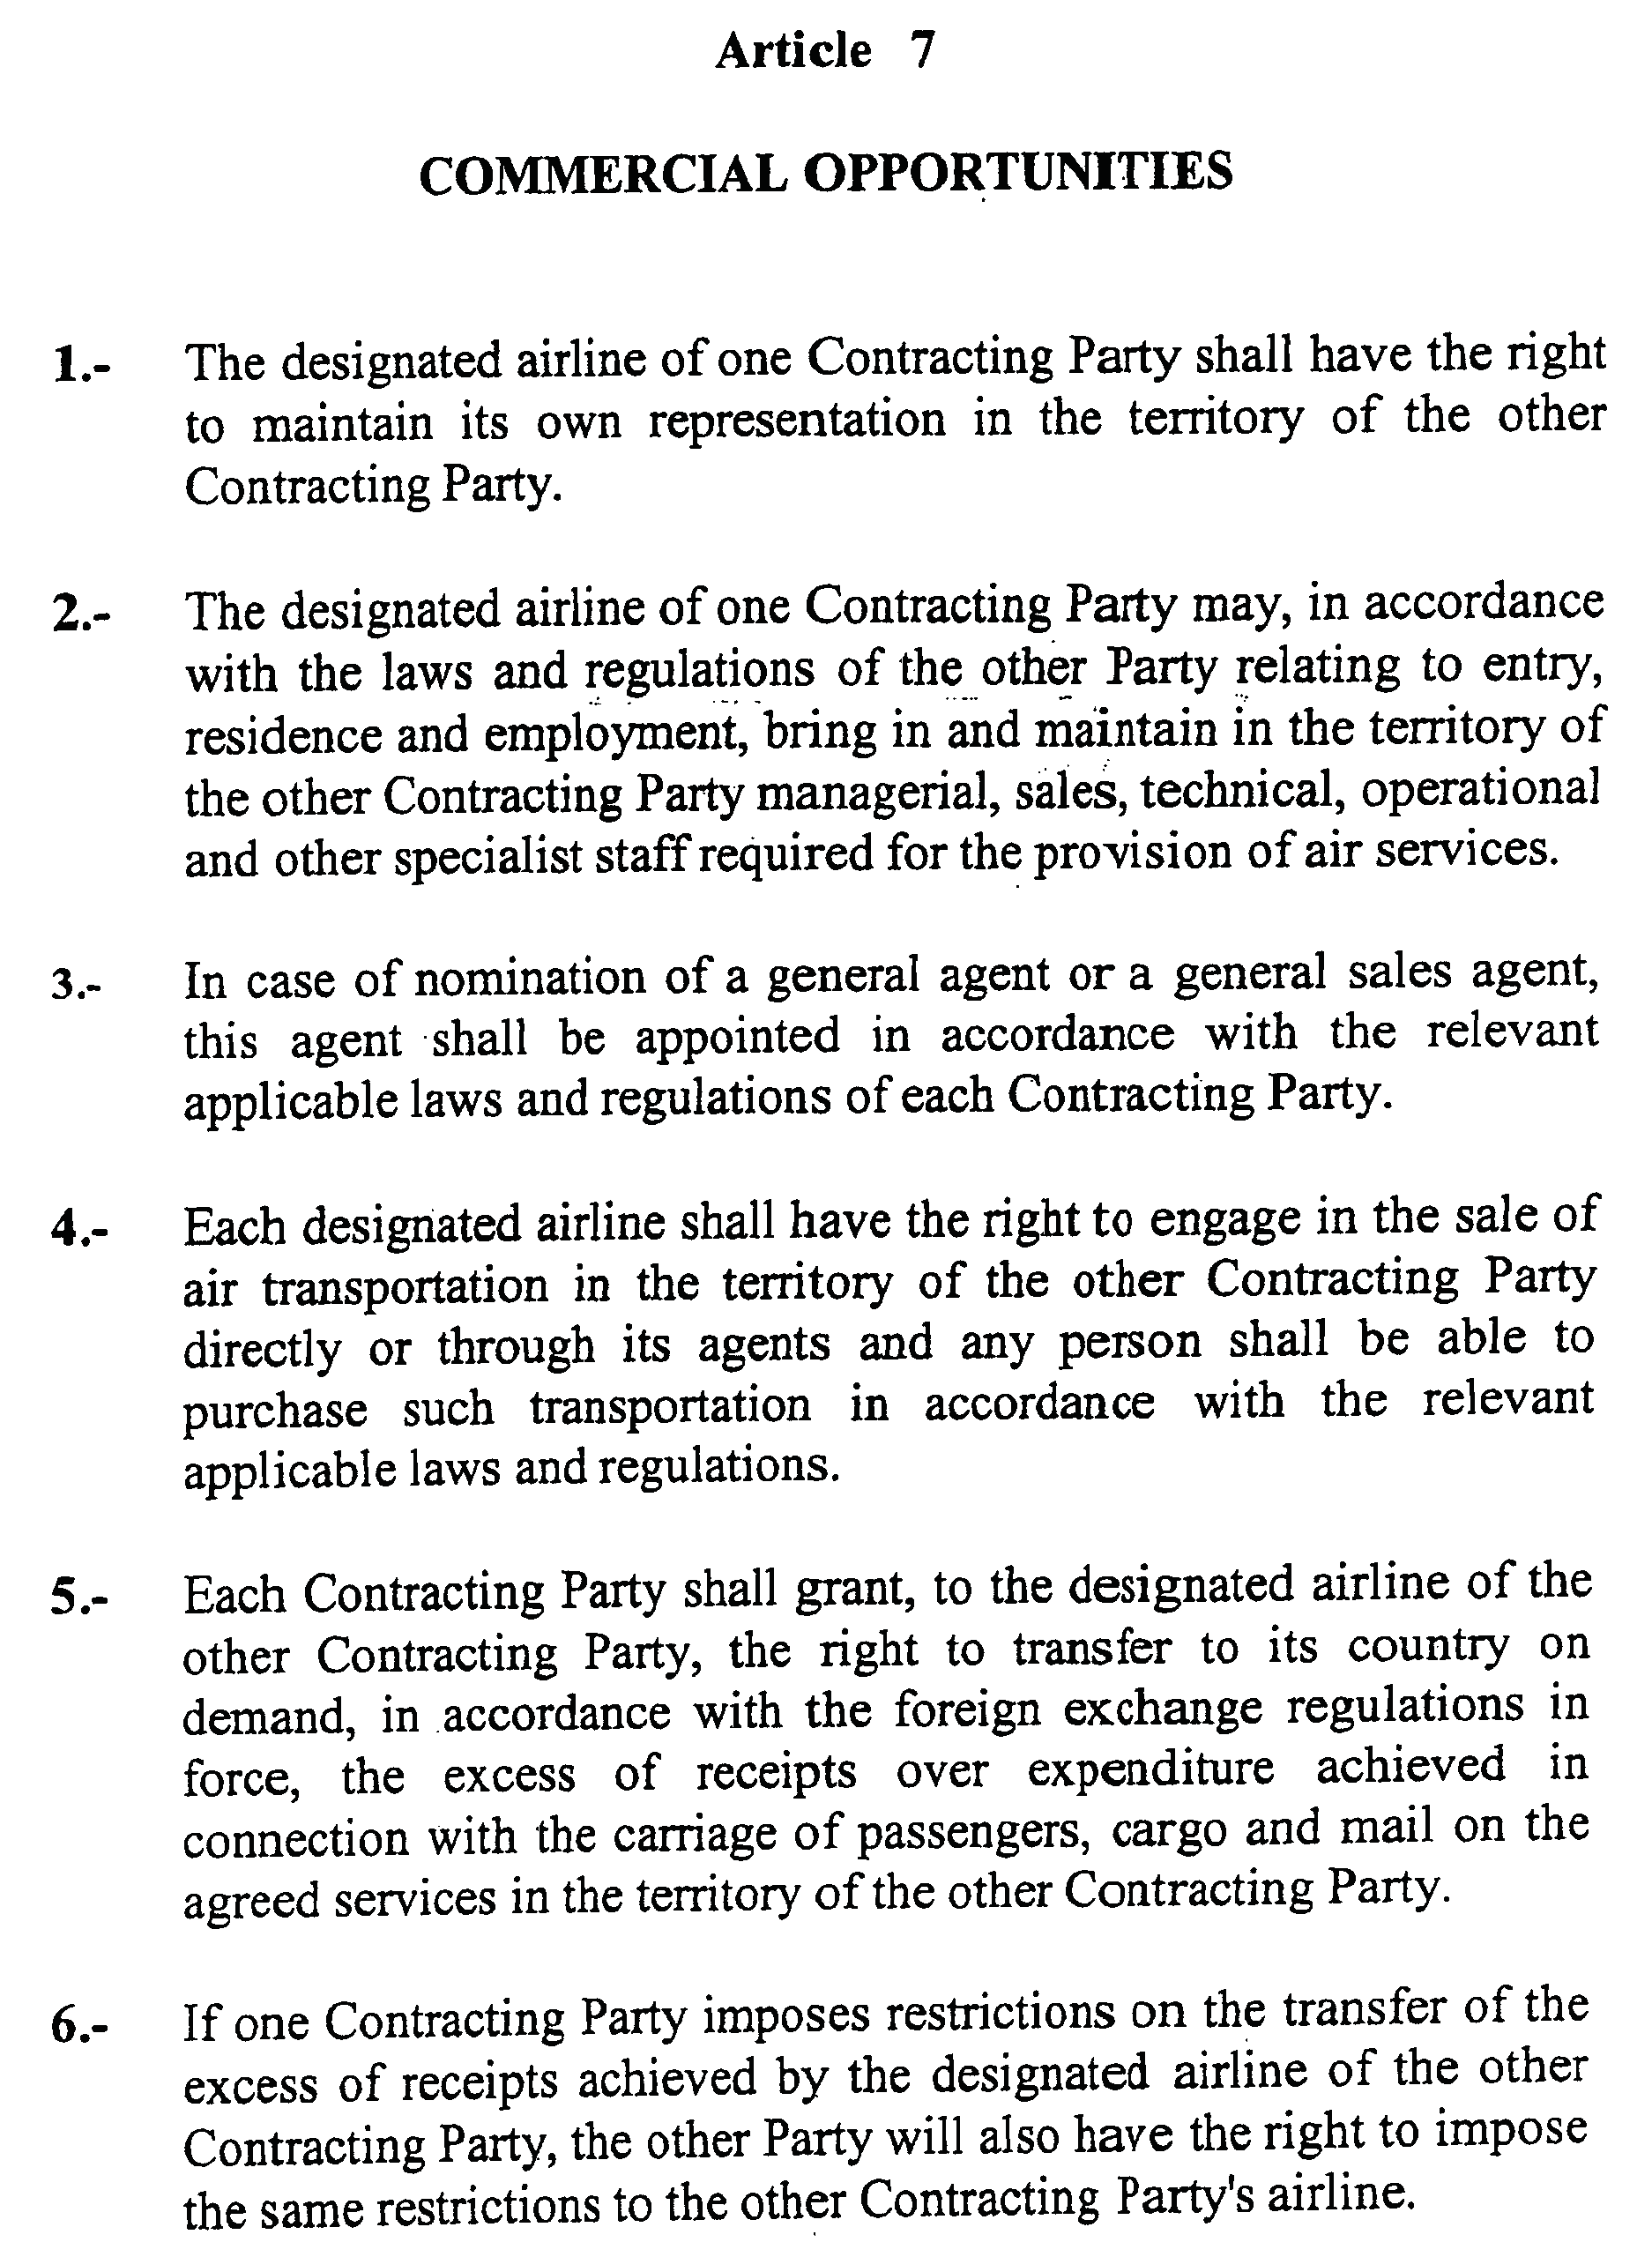 Article 7
COMMERCIAL OPPORTUNITIES
1.- The designated airline of one Contracting Party shall have the right
to maintain its own representation in the territory of the other
Contracting Party.
2.- The designated airline of one Contracting Party may, in accordance
with the laws and regulations of the other Party relating to entry,
residence and employment, bring in and maintain in the territory of
the other Contracting Party managerial, sales, technical, operational
and other specialist staff required for the provision of air services.
3.- In case of nomination of a general agent or a general sales agent,
this agent shall be appointed in accordance with the relevant
applicable laws and regulations of each Contracting Party.
4.- Each designated airline shall have the right to engage in the sale of
air transportation in the territory of the other Contracting Party
directly or through its agents and any person shall be able to
purchase such transportation in accordance with the relevant
applicable laws and regulations.
5.- Each Contracting Party shall grant, to the designated airline of the
other Contracting Party, the right to transfer to its country on
demand, in accordance with the foreign exchange regulations in
force, the excess of receipts over expenditure achieved in
connection with the carriage of passengers, cargo and mail on the
agreed services in the territory of the other Contracting Party.
6.- If one Contracting Party imposes restrictions on the transfer of the
excess of receipts achieved by the designated airline of the other
Contracting Party, the other Party will also have the right to impose
the same restrictions to the other Contracting Party's airline.